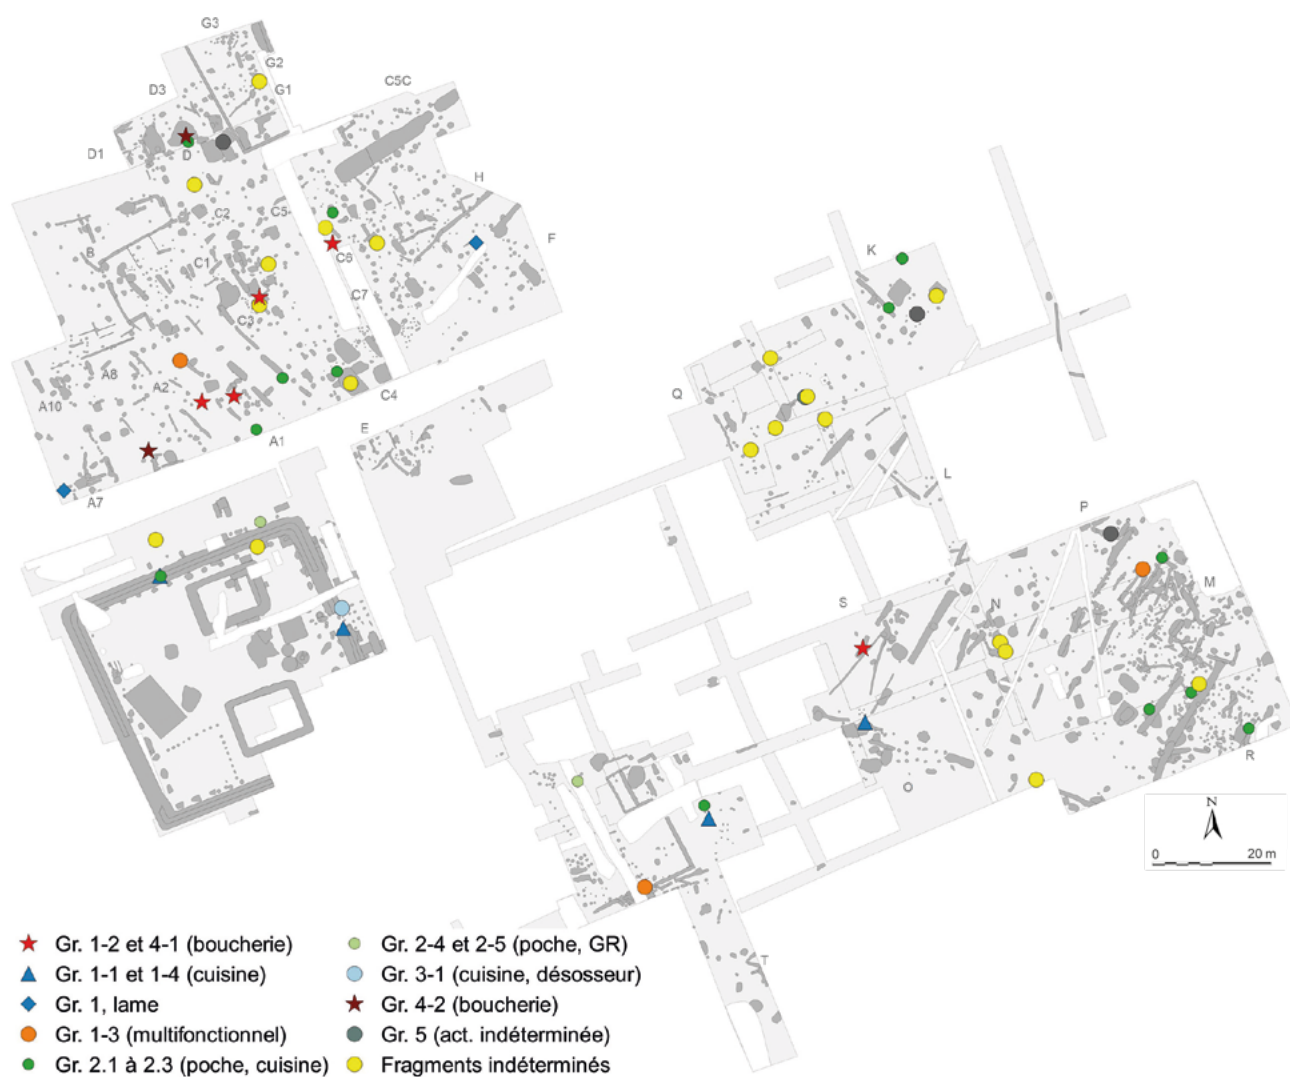 G3
G2
C5C
D3
G1
D1
D
H
C2
C5
F
B
C6
K
C1
C7
C3
A8
A2
Q
A10
C4
A1
E
L
A7
P
S
N
M
R
O
N
0 20 m
T
Gr. 1-2 et 4-1 (boucherie)
Gr. 1-1 et 1-4 (cuisine)
Gr. 1, lame
Gr. 1-3 (multifonctionnel)
Gr. 2.1 à 2.3 (poche, cuisine)
Gr. 2-4 et 2-5 (poche, GR)
Gr. 3-1 (cuisine, désosseur)
Gr. 4-2 (boucherie)
Gr. 5 (act. indéterminée)
Fragments indéterminés